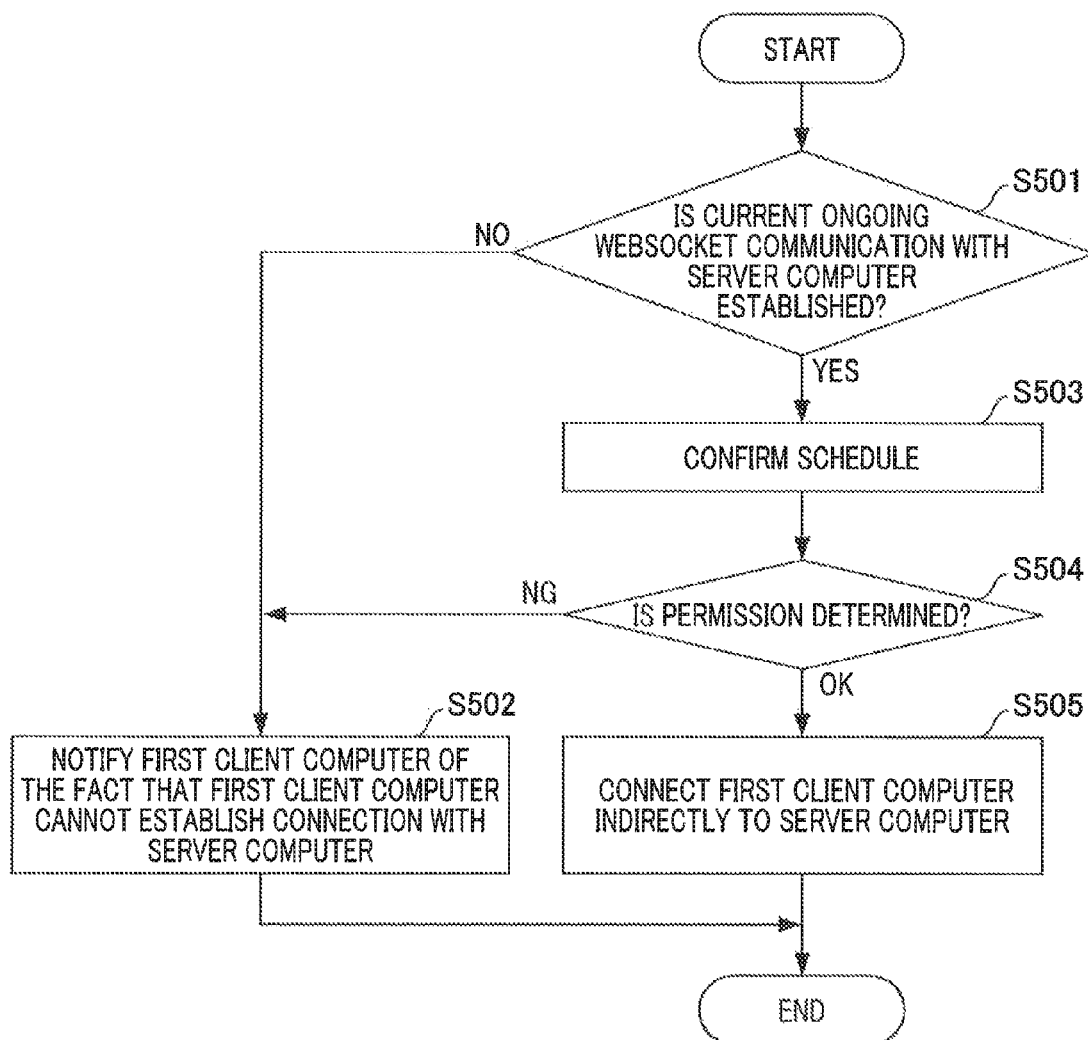 START
S501
IS CURRENT ONGOING
WEBSOCKET COMMUNICATION WITH
SERVER COMPUTER
ESTABLISHED?
NO
YES
S503
CONFIRM SCHEDULE
S504
IS PERMISSION DETERMINED?
NG
OK
S502
NOTIFY FIRST CLIENT COMPUTER OF
THE FACT THAT FIRST CLIENT COMPUTER
CANNOT ESTABLISH CONNECTION WITH
SERVER COMPUTER
S505
CONNECT FIRST CLIENT COMPUTER
INDIRECTLY TO SERVER COMPUTER
END